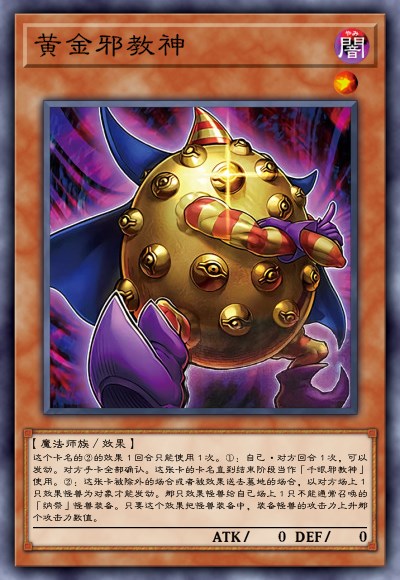 黄金邪教神
やみ
闇
【魔法师族／效果】
这个卡名的②的效果1回合只能使用1次。①：自己·对方回合1次，可以
发动。对方手卡全部确认。这张卡的卡名直到结束阶段当作「千眼邪教神」
使用。②：这张卡被除外的场合或者被效果送去墓地的场合，以对方场上1
只效果怪兽为对象才能发动。那只效果怪兽给自己场上1只不能通常召唤的
「纳祭」怪兽装备。只要这个效果把怪兽装备中，装备怪兽的攻击力上升那
个攻击力数值。
ATK/ 0 DEF/ 0